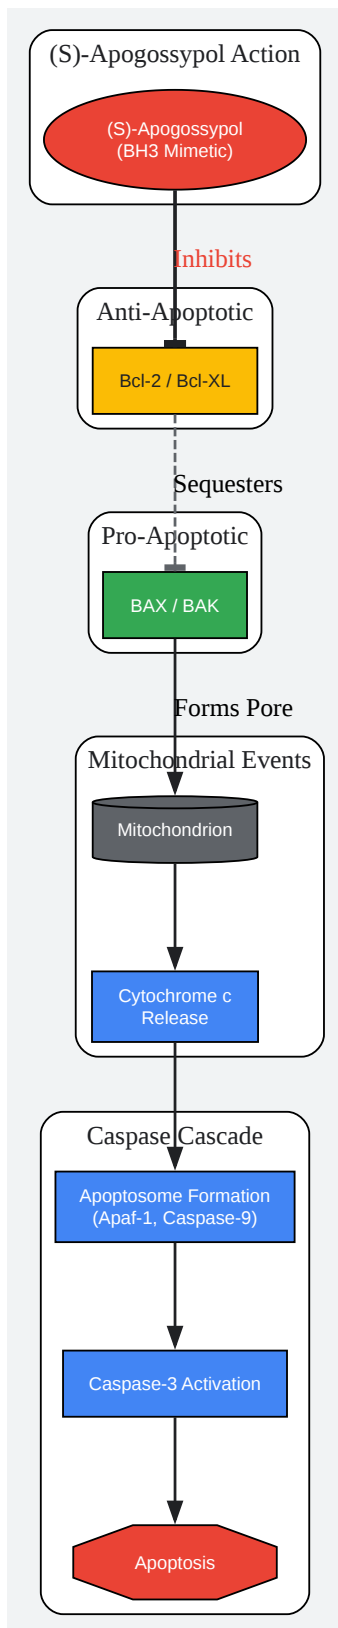 (S)-Apogossypol Action
(S)-Apogossypol
(BH3 Mimetic)
Inhibits
Anti-Apoptotic
Bcl-2 / Bcl-XL
Sequesters
Pro-Apoptotic
BAX / BAK
Forms Pore
Mitochondrial Events
Mitochondrion
Cytochrome c
Release
Caspase Cascade
Apoptosome Formation
(Apaf-1, Caspase-9)
Caspase-3 Activation
Apoptosis